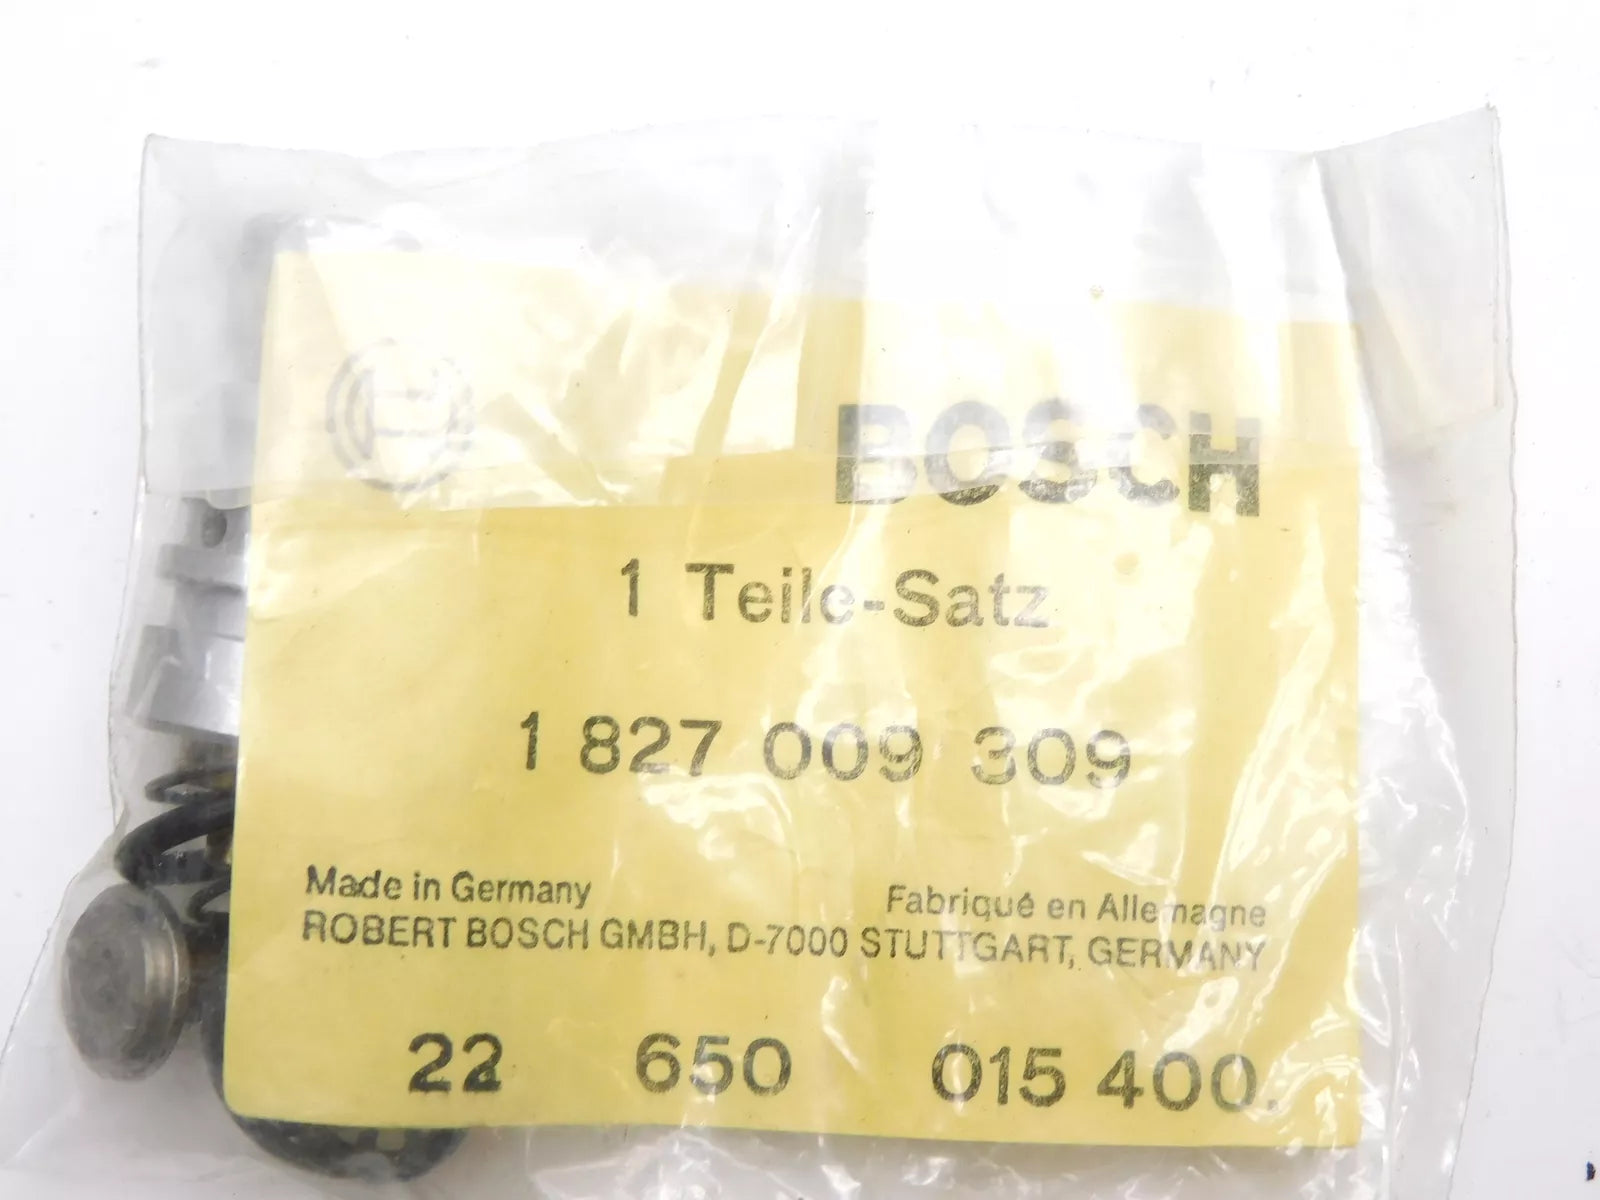 BOSCH
1 Teile-Satz
1 827 009 309
Made in Germany Fabriqué en Allemagne
ROBERT BOSCH GMBH, D-7000 STUTTGART, GERMANY
22 650 015 400.